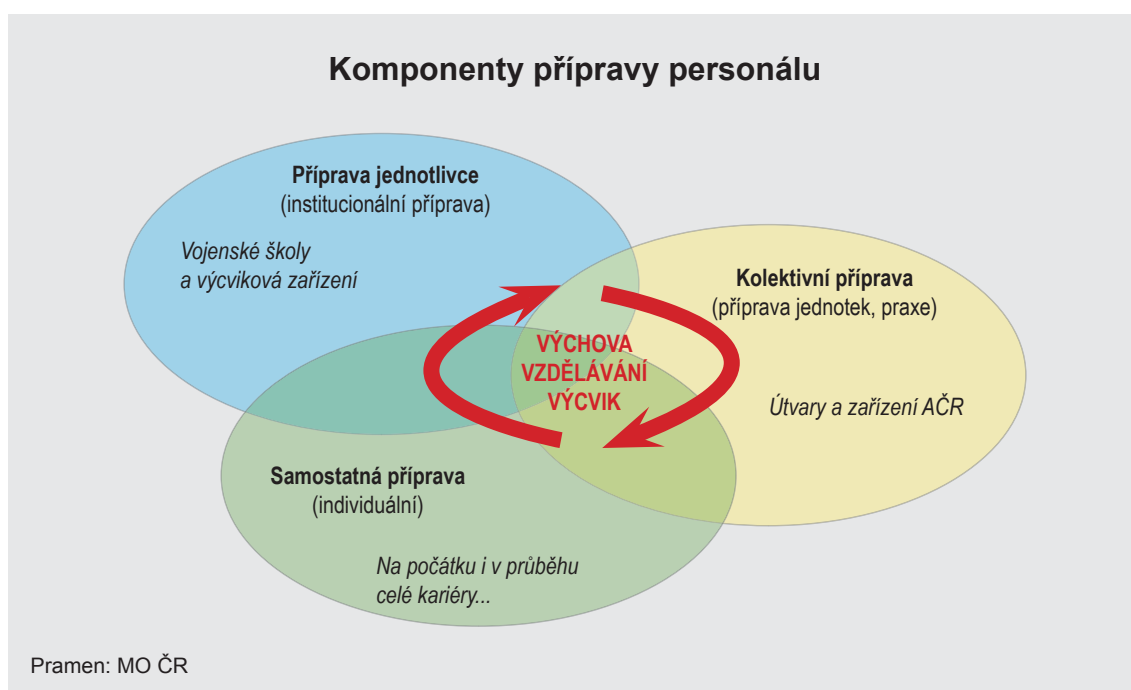 Komponenty přípravy personálu
Příprava jednotlivce
(institucionální příprava)
Vojenské školy
a výcviková zařízení
Kolektivní příprava
(příprava jednotek, praxe)
Útvary a zařízení AČR
VÝCHOVA
VZDĚLÁVÁNÍ
VÝCVIK
Samostatná příprava
(individuální)
Na počátku i v průběhu
celé kariéry...
Pramen: MO ČR